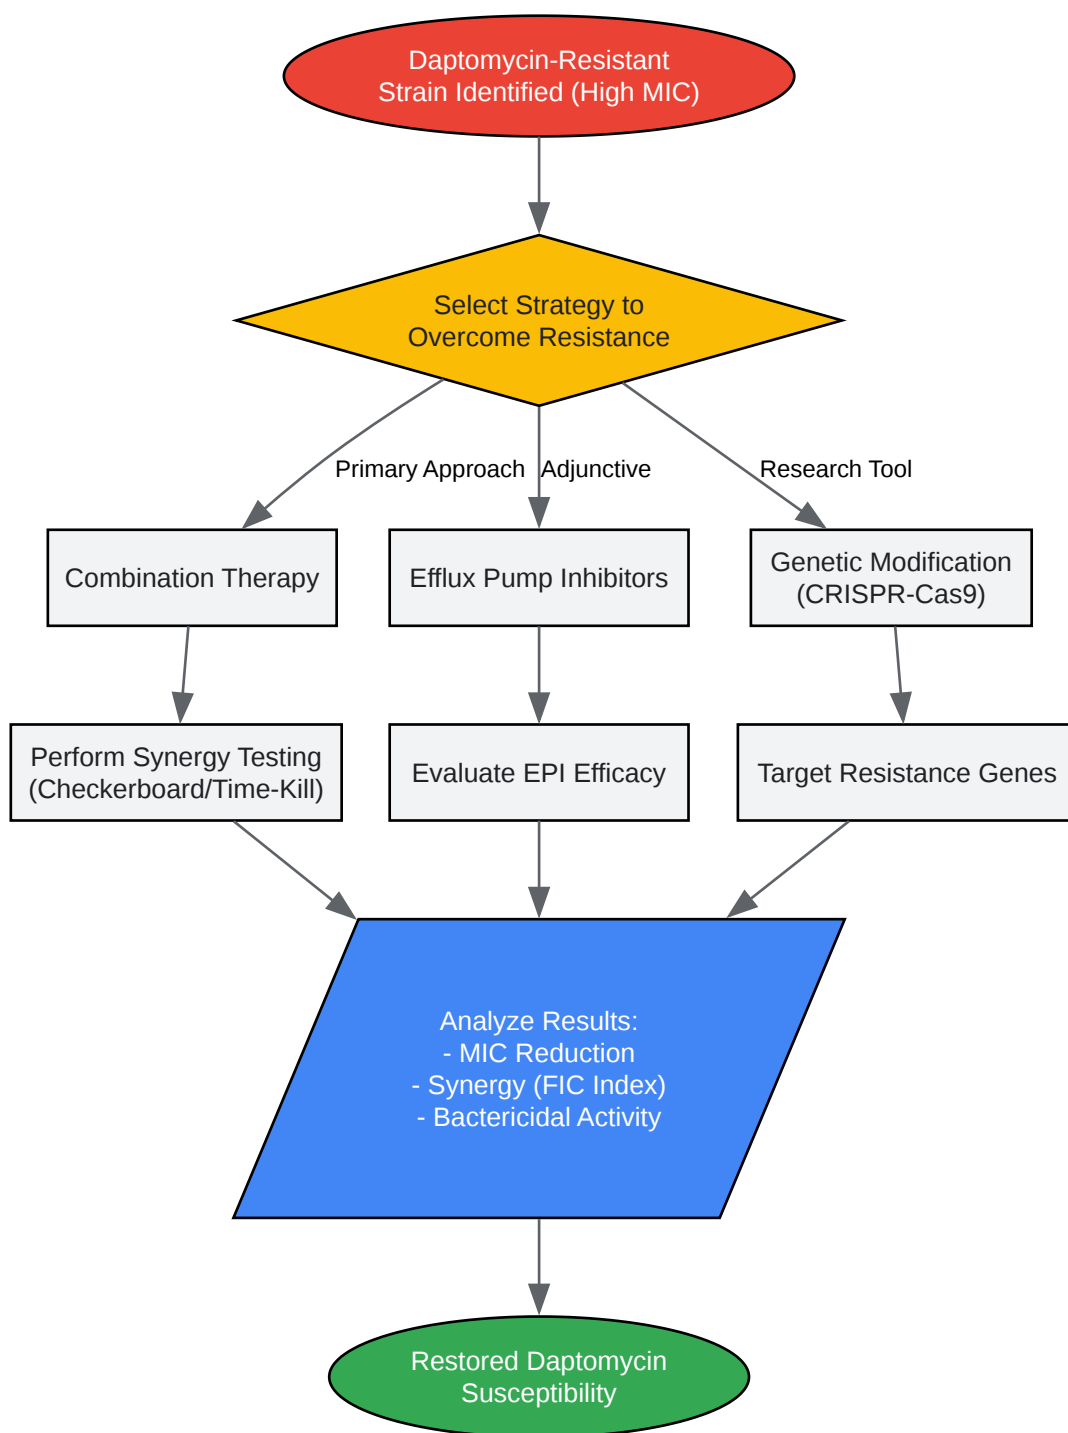 Daptomycin-Resistant
Strain Identified (High MIC)
Select Strategy to
Overcome Resistance
Primary Approach
Adjunctive
Research Tool
Combination Therapy
Efflux Pump Inhibitors
Genetic Modification
(CRISPR-Cas9)
Perform Synergy Testing
(Checkerboard/Time-Kill)
Evaluate EPI Efficacy
Target Resistance Genes
Analyze Results:
- MIC Reduction
- Synergy (FIC Index)
- Bactericidal Activity
Restored Daptomycin
Susceptibility